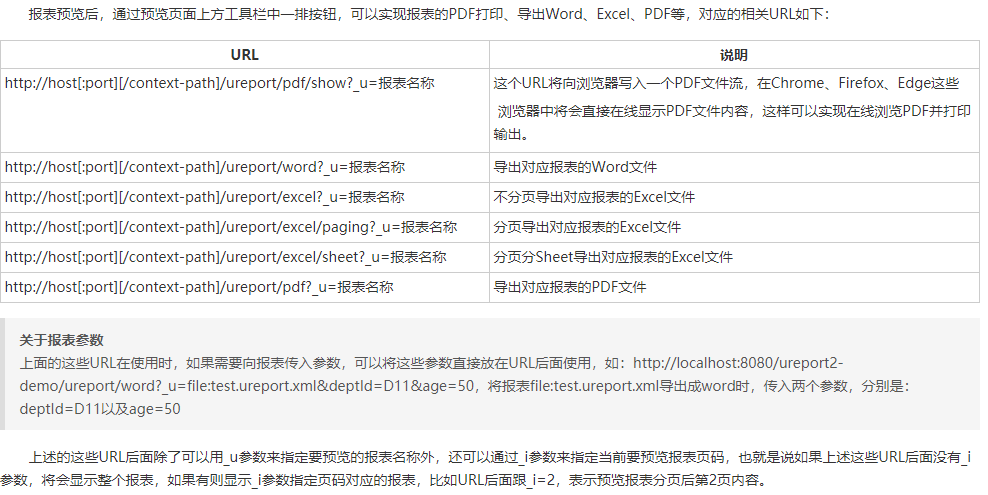 报表预览后，通过预览页面上方工具栏中一排按钮，可以实现报表的PDF打印、导出Word、Excel、PDF等，对应的相关URL如下：
URL 说明
http://host[:port][/context-path]/ureport/pdf/show?_u=报表名称 这个URL将向浏览器写入一个PDF文件流，在Chrome、Firefox、Edge这些
浏览器中将会直接在线显示PDF文件内容，这样可以实现在线浏览PDF并打印
输出。
http://host[:port][/context-path]/ureport/word?_u=报表名称 导出对应报表的Word文件
http://host[:port][/context-path]/ureport/excel?_u=报表名称 不分页导出对应报表的Excel文件
http://host[:port][/context-path]/ureport/excel/paging?_u=报表名称 分页导出对应报表的Excel文件
http://host[:port][/context-path]/ureport/excel/sheet?_u=报表名称 分页分Sheet导出对应报表的Excel文件
http://host[:port][/context-path]/ureport/pdf?_u=报表名称 导出对应报表的PDF文件
关于报表参数
上面的这些URL在使用时，如果需要向报表传入参数，可以将这些参数直接放在URL后面使用，如：http://localhost:8080/ureport2-
demo/ureport/word?_u=file:test.ureport.xml&deptId=D11&age=50，将报表file:test.ureport.xml导出成word时，传入两个参数，分别是：
deptId=D11以及age=50
上述的这些URL后面除了可以用_u参数来指定要预览的报表名称外，还可以通过_i参数来指定当前要预览报表页码，也就是说如果上述这些URL后面没有_i
参数，将会显示整个报表，如果有则显示_i参数指定页码对应的报表，比如URL后面跟_i=2，表示预览报表分页后第2页内容。